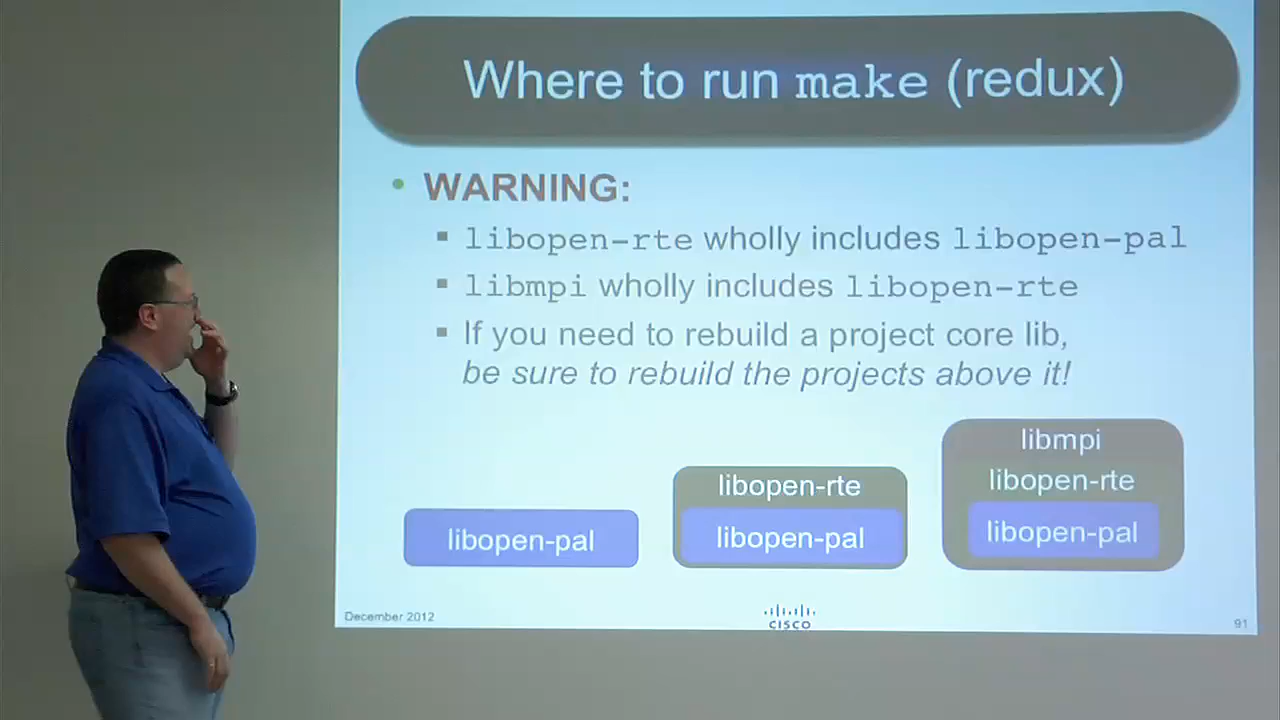 Where to run make (redux)
• WARNING:
▪ libopen-rte wholly includes libopen-pal
▪ libmpi wholly includes libopen-rte
▪ If you need to rebuild a project core lib,
be sure to rebuild the projects above it!
libopen-pal
libopen-rte
libopen-pal
libmpi
libopen-rte
libopen-pal
December 2012
CISCO
91